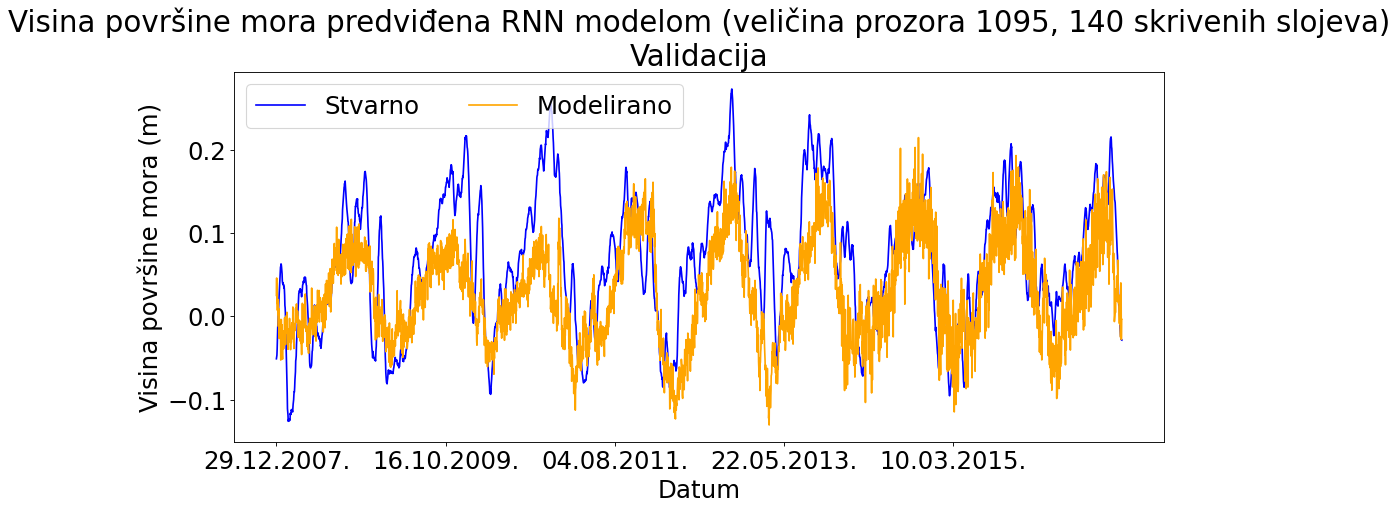 Visina površine mora predviđena RNN modelom (veličina prozora 1095, 140 skrivenih slojeva)
Validacija
Stvarno
Modelirano
Visina površine mora (m)
0.2
0.1
0.0
−0.1
29.12.2007.
16.10.2009.
04.08.2011.
22.05.2013.
10.03.2015.
Datum